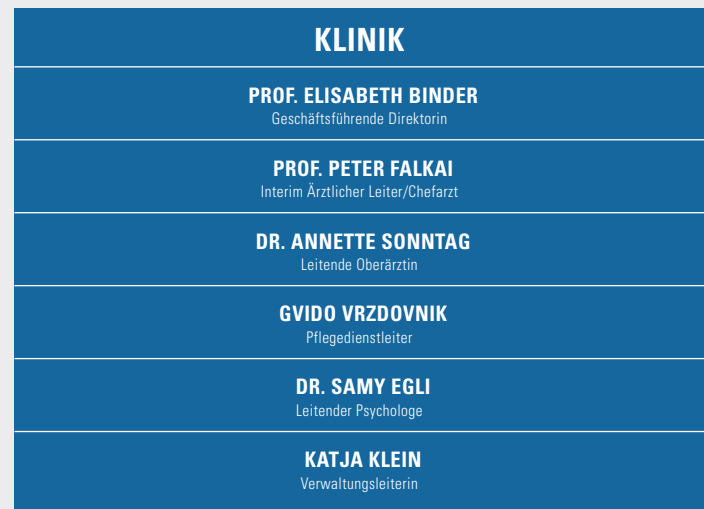 KLINIK
PROF. ELISABETH BINDER
Geschäftsführende Direktorin
PROF. PETER FALKAI
Interim Ärztlicher Leiter/Chefarzt
DR. ANNETTE SONNTAG
Leitende Oberärztin
GVIDO VRZDOVNIK
Pflegedienstleiter
DR. SAMY EGLI
Leitender Psychologe
KATJA KLEIN
Verwaltungsleiterin